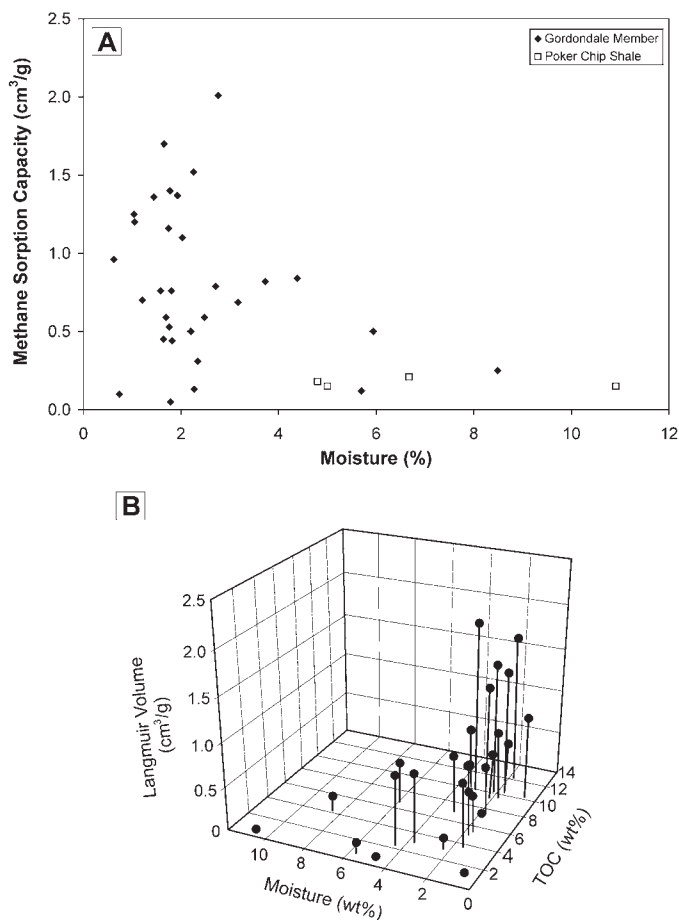 A
Gordondale Member
Poker Chip Shale
Methane Sorption Capacity (cm³/g)
2.5
2.0
1.5
1.0
0.5
0.0
0 2 4 6 8 10 12
Moisture (%)
B
Langmuir Volume
(cm³/g)
2.5
2.0
1.5
1.0
0.5
0
10 8 6 4 2 0
Moisture (wt%)
14
12
10
8
6
4
2
TOC (wt%)